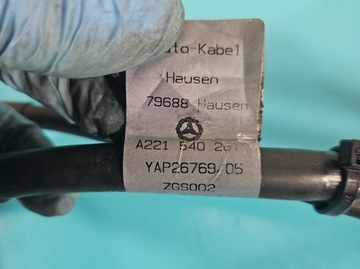 uto-Kabel
Hausen
79688 Hausen
A221 540
YAP26769/05
ZGS002